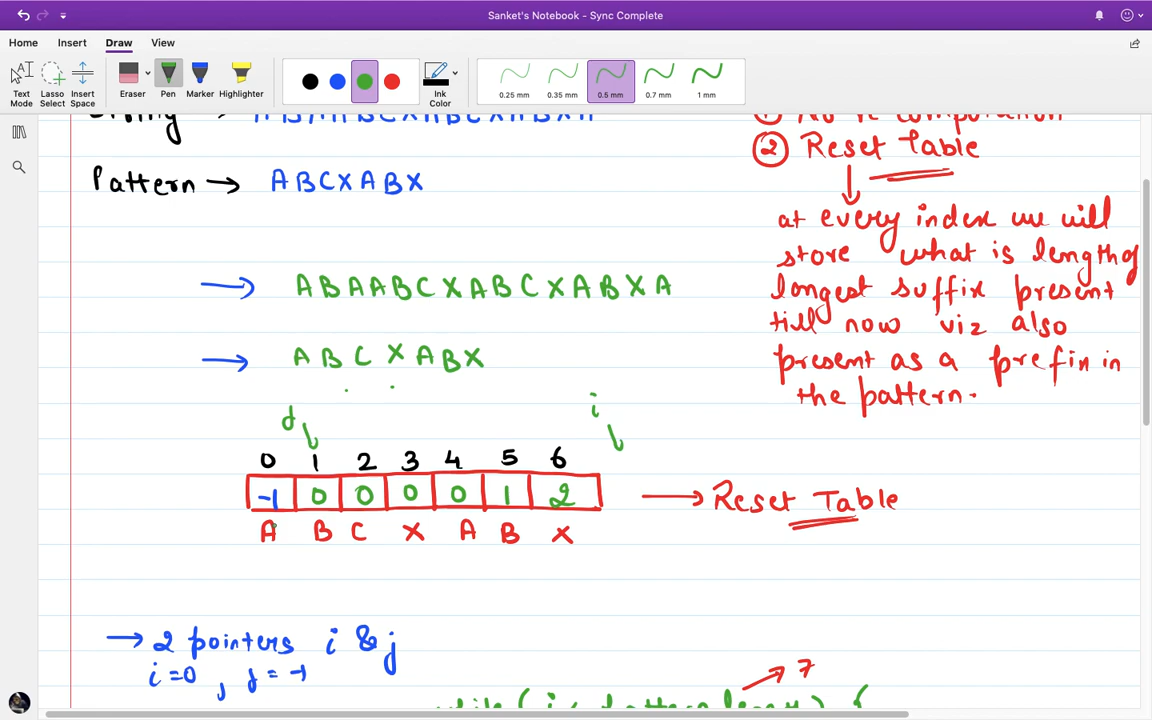 Sanket's Notebook - Sync Complete
Home Insert Draw View
Text Mode
Lasso Select
Insert Space
Eraser
Pen
Marker
Highlighter
Ink Color
0.25 mm 0.35 mm 0.5 mm 0.7 mm 1 mm
② Reset Table
Pattern → ABCXABX
at every index we will
store what is length of
longest suffix present
till now viz also
present as a prefix in
the pattern.
→ ABAABCXABCXABXA
→ ABCXABX
i
0 1 2 3 4 5 6
-1 0 0 0 0 1 2
→ Reset Table
A B C X A B X
→ 2 pointers i & j
i=0, j=-1
→ 7